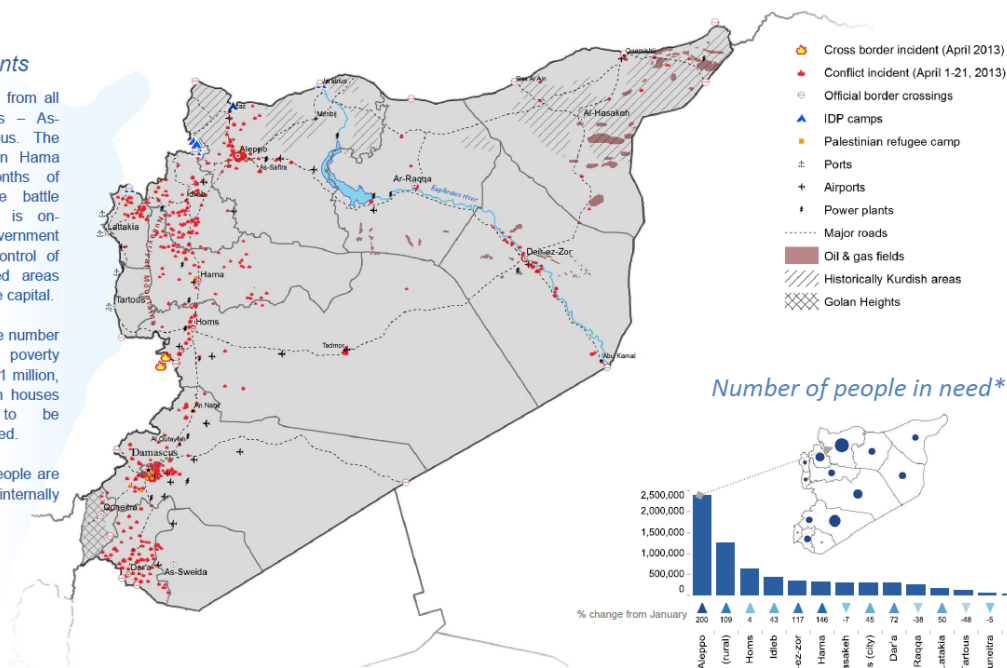 nts
from all
s – As-
ous. The
n Hama
onths of
e battle
is on-
vernment
ontrol of
ed areas
e capital.
e number
poverty
1 million,
n houses
to be
ed.
eople are
internally
Quamishli
Ras Al Ain
Jarablus
Azaz
Menbij
Al-Hasakeh
Aleppo
As-Safira
Ar-Raqqa
Idleb
Euphrates river
Lattakia
Deir-ez-Zor
Hama
Tartous
Homs
Tadmor
Abu Kamal
An Nabk
Al Qutayfah
Damascus
Quneitra
Dar'a
As-Sweida
Cross border incident (April 2013)
Conflict incident (April 1-21, 2013)
Official border crossings
IDP camps
Palestinian refugee camp
Ports
Airports
Power plants
Major roads
Oil & gas fields
Historically Kurdish areas
Golan Heights
Number of people in need*
2,500,000
2,000,000
1,500,000
1,000,000
500,000
0
% change from January
200 109 4 43 117 146 -7 45 72 -38 50 -48 -5
Aleppo
(rural)
Homs
Idleb
-ez-zor
Hama
asakeh
s (city)
Dar'a
Raqqa
atakia
artous
uneitra